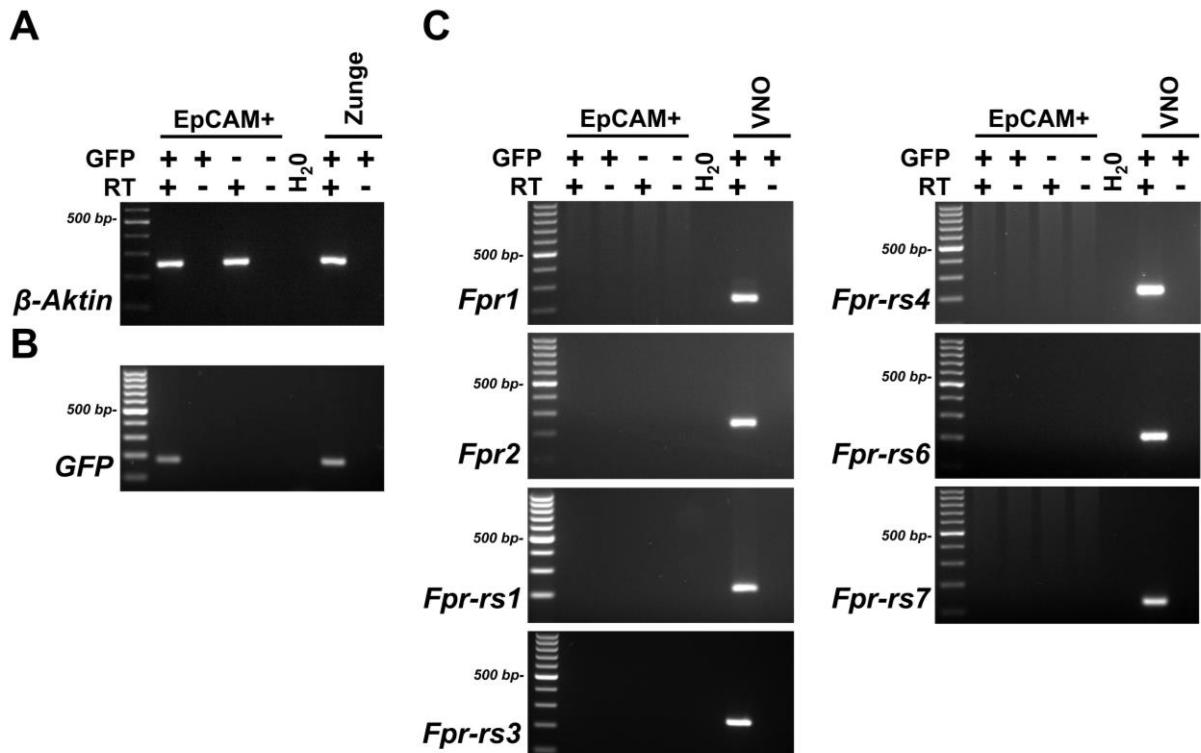 A
EpCAM+
Zunge
GFP + + - - + +
RT + - + - H20 + -
500 bp-
β-Aktin
B
500 bp-
GFP
C
EpCAM+
VNO
GFP + + - - + +
RT + - + - H20 + -
500 bp-
Fpr1
500 bp-
Fpr2
500 bp-
Fpr-rs1
500 bp-
Fpr-rs3
EpCAM+
VNO
GFP + + - - + +
RT + - + - H20 + -
500 bp-
Fpr-rs4
500 bp-
Fpr-rs6
500 bp-
Fpr-rs7